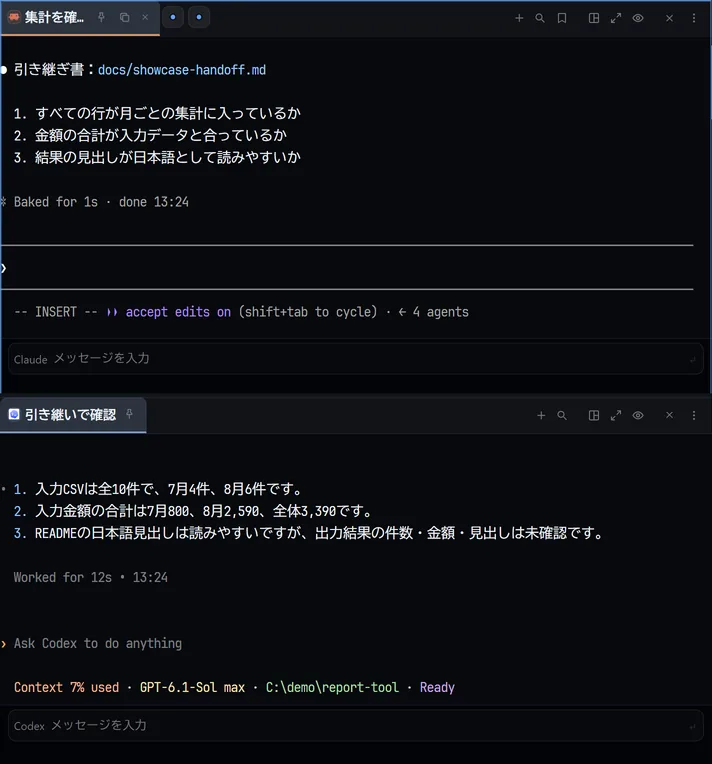 集計を確…
引き継ぎ書：docs/showcase-handoff.md
1. すべての行が月ごとの集計に入っているか
2. 金額の合計が入力データと合っているか
3. 結果の見出しが日本語として読みやすいか
✻ Baked for 1s · done 13:24
❯
-- INSERT -- ⏵⏵ accept edits on (shift+tab to cycle) · ← 4 agents
Claude メッセージを入力
引き継いで確認
• 1. 入力CSVは全10件で、7月4件、8月6件です。
2. 入力金額の合計は7月800、8月2,590、全体3,390です。
3. READMEの日本語見出しは読みやすいですが、出力結果の件数・金額・見出しは未確認です。
Worked for 12s • 13:24
› Ask Codex to do anything
Context 7% used · GPT-6.1-Sol max · C:\demo\report-tool · Ready
Codex メッセージを入力